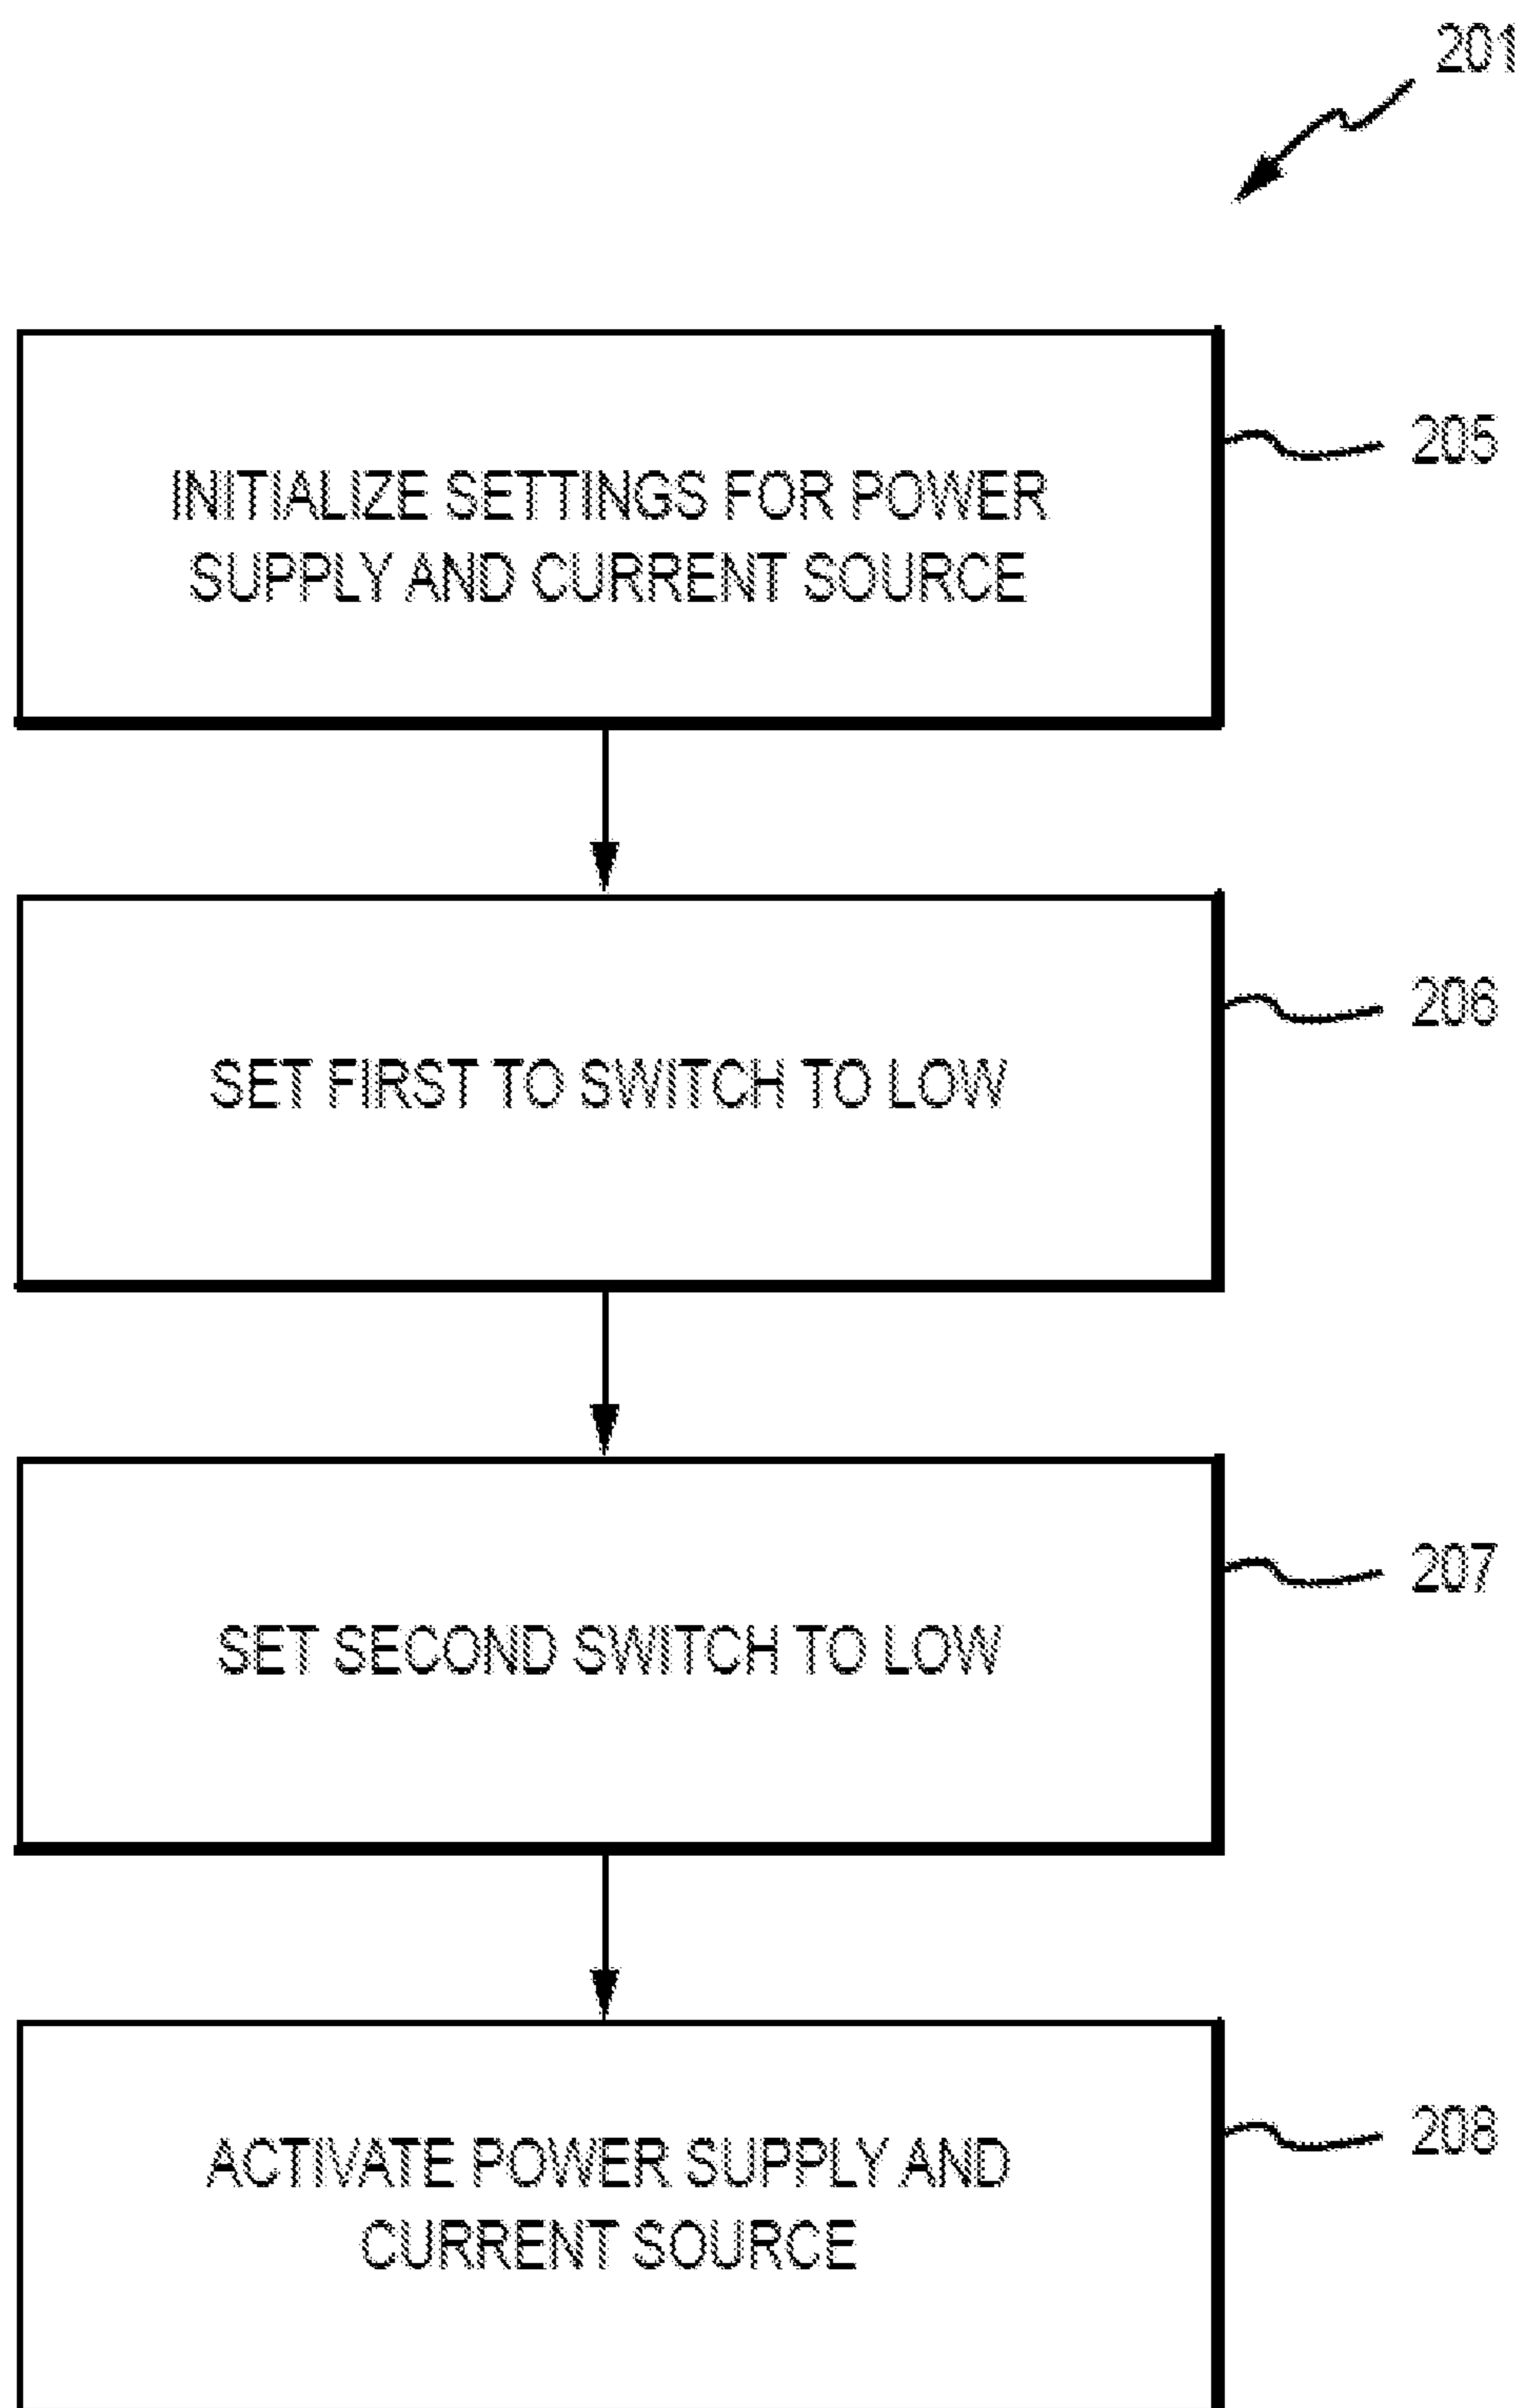 201
INITIALIZE SETTINGS FOR POWER
SUPPLY AND CURRENT SOURCE
205
SET FIRST TO SWITCH TO LOW
206
SET SECOND SWITCH TO LOW
207
ACTIVATE POWER SUPPLY AND
CURRENT SOURCE
208